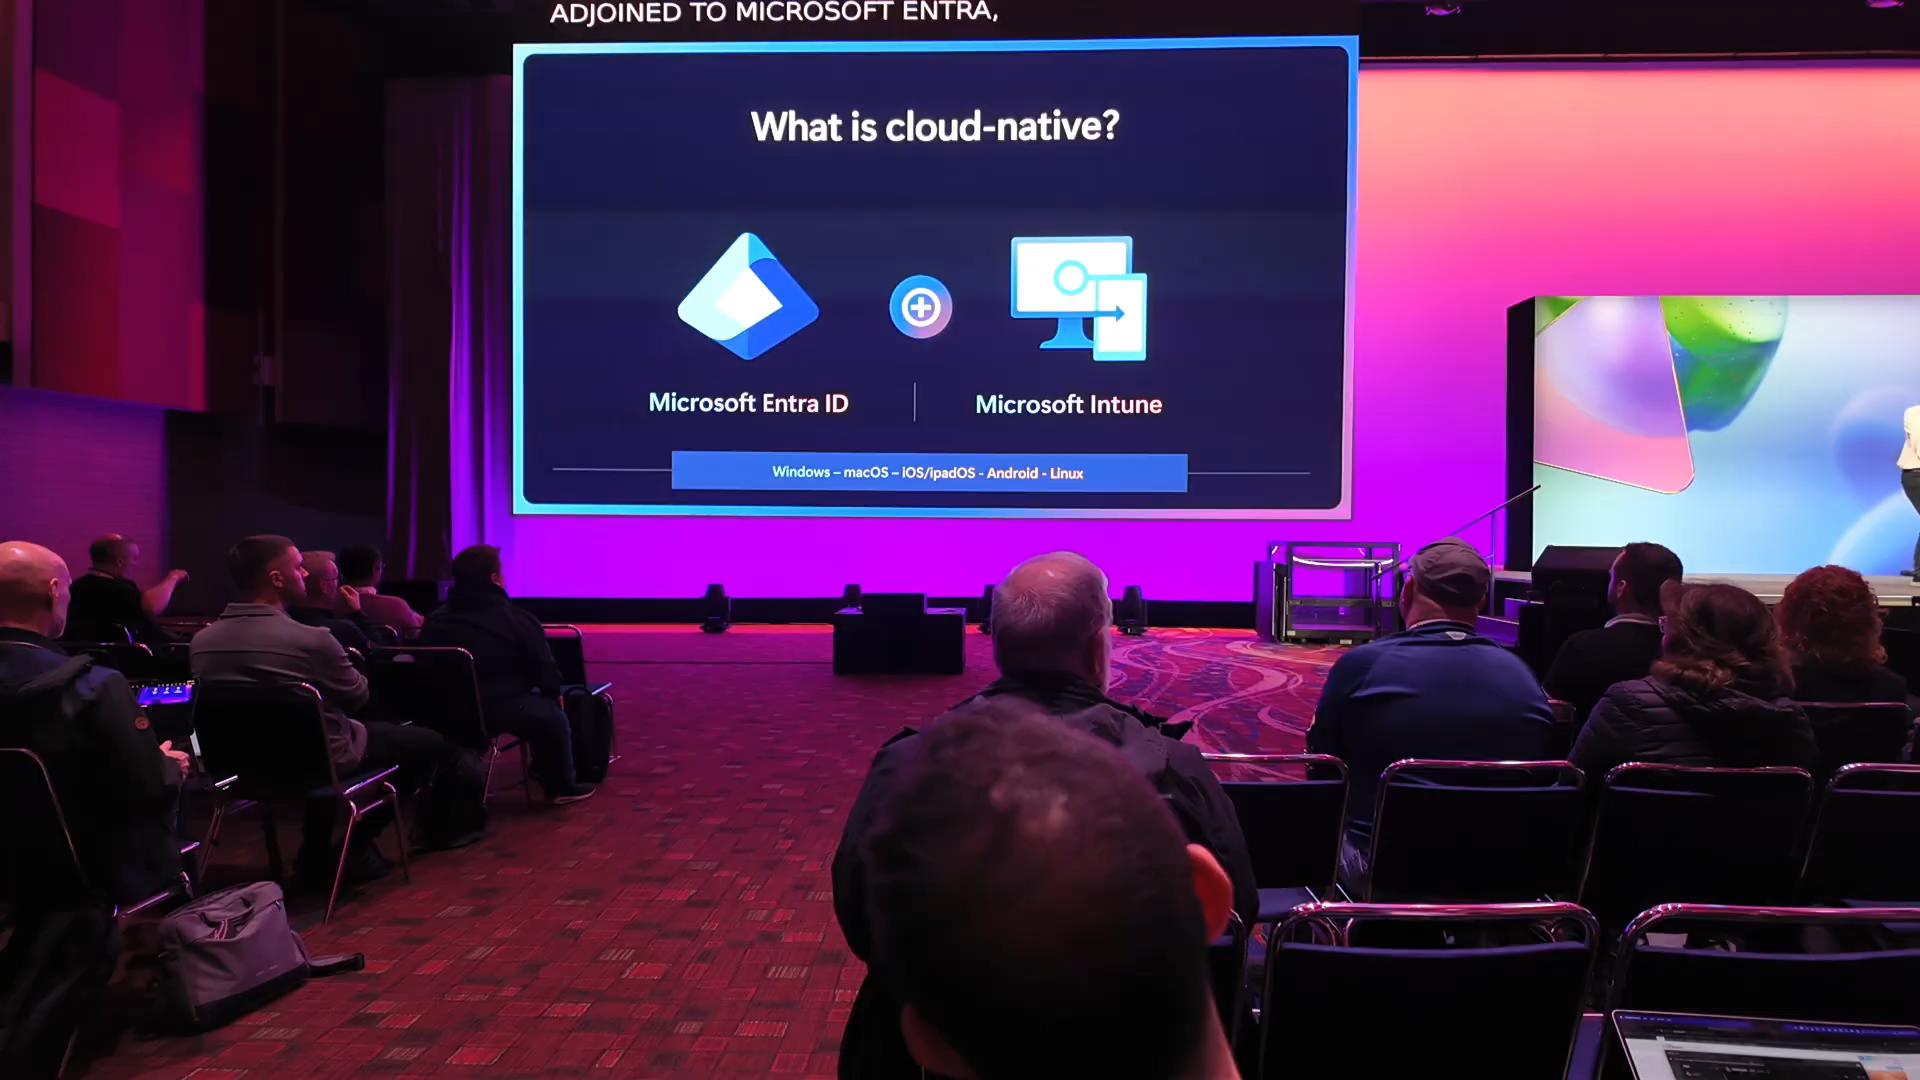 ADJOINED TO MICROSOFT ENTRA,
What is cloud-native?
Microsoft Entra ID
Microsoft Intune
Windows – macOS – iOS/ipadOS - Android - Linux